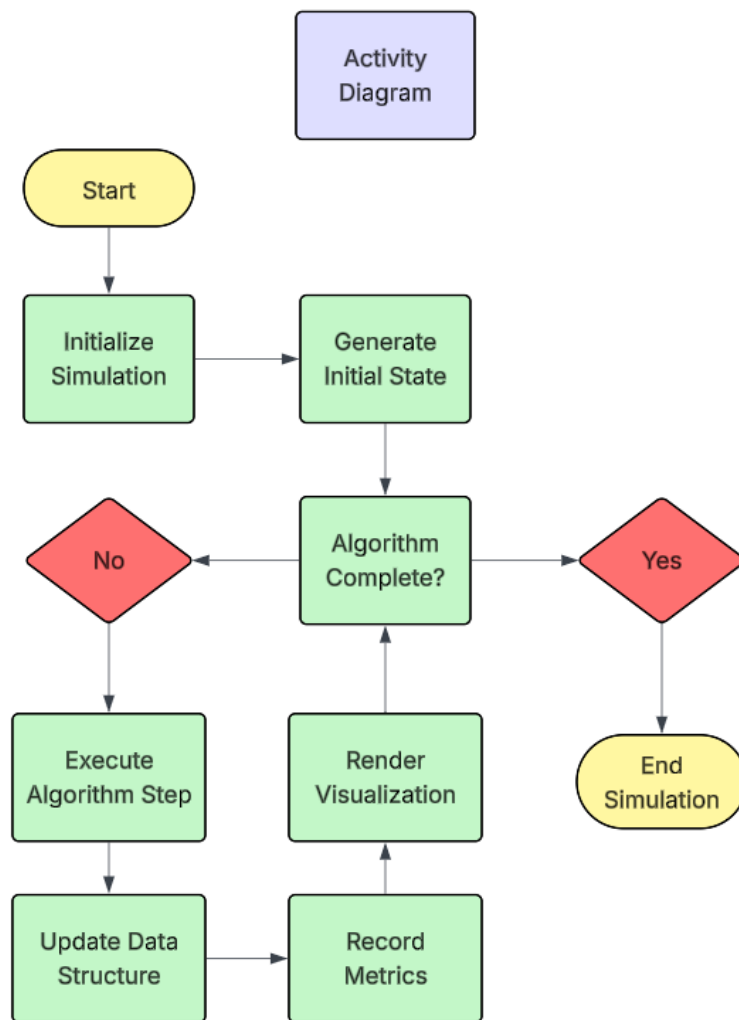 Activity
Diagram
Start
Initialize
Simulation
Generate
Initial State
No
Algorithm
Complete?
Yes
Execute
Algorithm Step
Render
Visualization
End
Simulation
Update Data
Structure
Record
Metrics